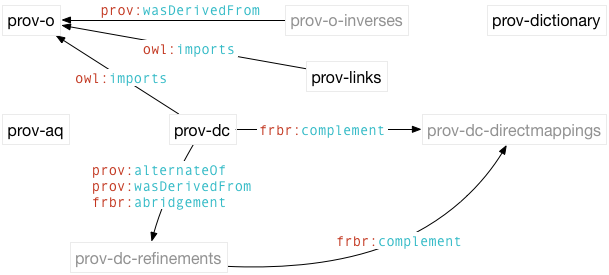 prov:wasDerivedFrom
prov-o
prov-o-inverses
prov-dictionary
owl:imports
prov-links
owl:imports
prov-aq
prov-dc
frbr:complement
prov-dc-directmappings
prov:alternateOf
prov:wasDerivedFrom
frbr:abridgement
frbr:complement
prov-dc-refinements